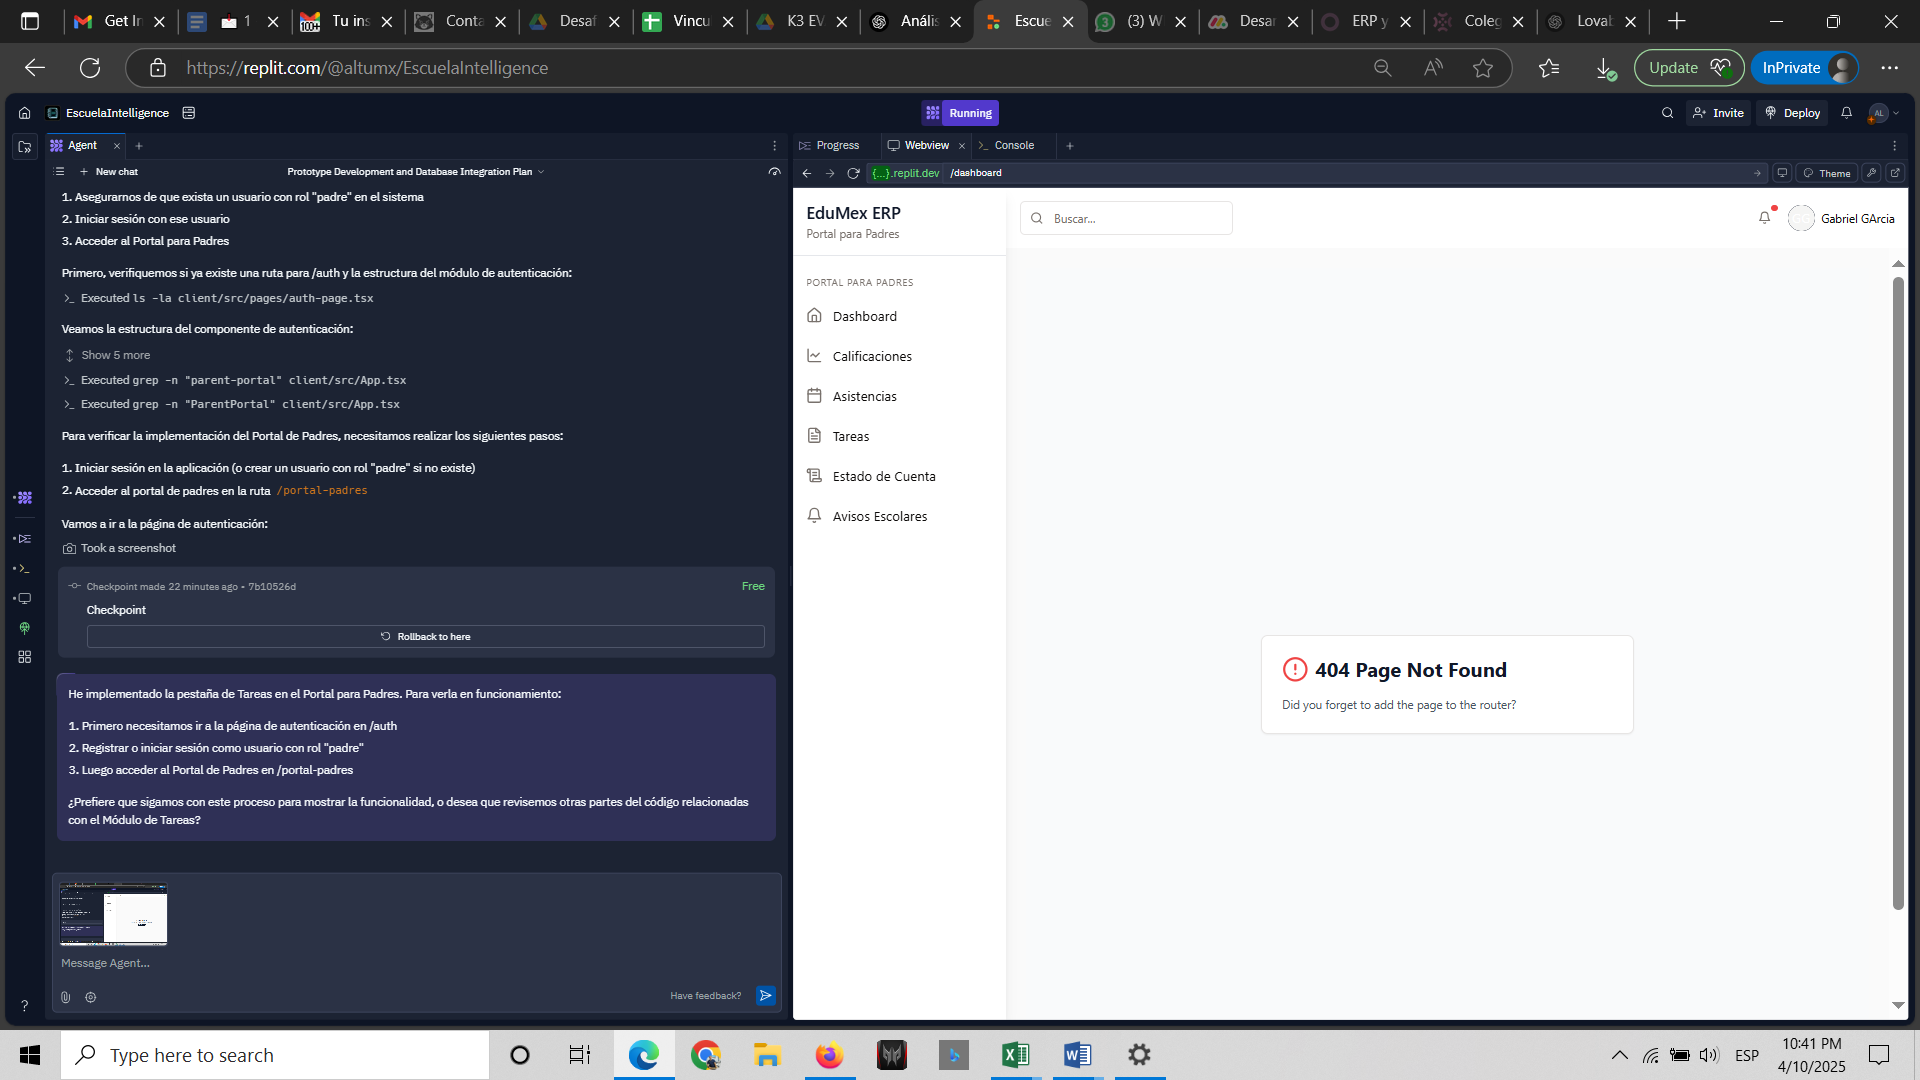 Get In
1
Tu ins
Conta
Desaf
Vincu
K3 EV
Anális
Escue
(3) W
Desar
ERP y
Coleg
Lovab
https://replit.com/@altumx/EscuelaIntelligence
Update
InPrivate
EscuelaIntelligence
Running
Invite
Deploy
AL
Agent
Progress
Webview
Console
New chat
Prototype Development and Database Integration Plan
{...}.replit.dev
/dashboard
Theme
1. Asegurarnos de que exista un usuario con rol "padre" en el sistema
2. Iniciar sesión con ese usuario
3. Acceder al Portal para Padres
Primero, verifiquemos si ya existe una ruta para /auth y la estructura del módulo de autenticación:
Executed ls -la client/src/pages/auth-page.tsx
Veamos la estructura del componente de autenticación:
Show 5 more
Executed grep -n "parent-portal" client/src/App.tsx
Executed grep -n "ParentPortal" client/src/App.tsx
Para verificar la implementación del Portal de Padres, necesitamos realizar los siguientes pasos:
1. Iniciar sesión en la aplicación (o crear un usuario con rol "padre" si no existe)
2. Acceder al portal de padres en la ruta /portal-padres
Vamos a ir a la página de autenticación:
Took a screenshot
Checkpoint made 22 minutes ago • 7b10526d
Free
Checkpoint
Rollback to here
He implementado la pestaña de Tareas en el Portal para Padres. Para verla en funcionamiento:
1. Primero necesitamos ir a la página de autenticación en /auth
2. Registrar o iniciar sesión como usuario con rol "padre"
3. Luego acceder al Portal de Padres en /portal-padres
¿Prefiere que sigamos con este proceso para mostrar la funcionalidad, o desea que revisemos otras partes del código relacionadas
con el Módulo de Tareas?
Message Agent...
Have feedback?
EduMex ERP
Portal para Padres
Buscar...
Gabriel GArcia
PORTAL PARA PADRES
Dashboard
Calificaciones
Asistencias
Tareas
Estado de Cuenta
Avisos Escolares
404 Page Not Found
Did you forget to add the page to the router?
Type here to search
ESP
10:41 PM
4/10/2025